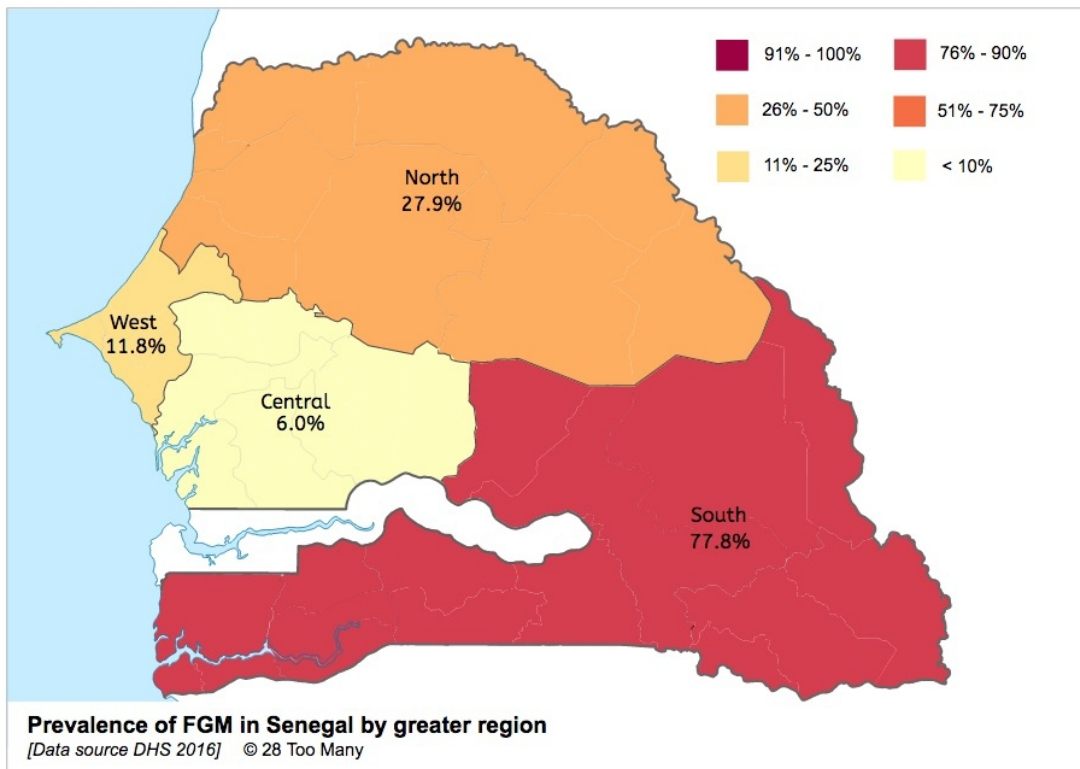 91% - 100%
76% - 90%
26% - 50%
51% - 75%
11% - 25%
< 10%
North
27.9%
West
11.8%
Central
6.0%
South
77.8%
Prevalence of FGM in Senegal by greater region
[Data source DHS 2016] © 28 Too Many